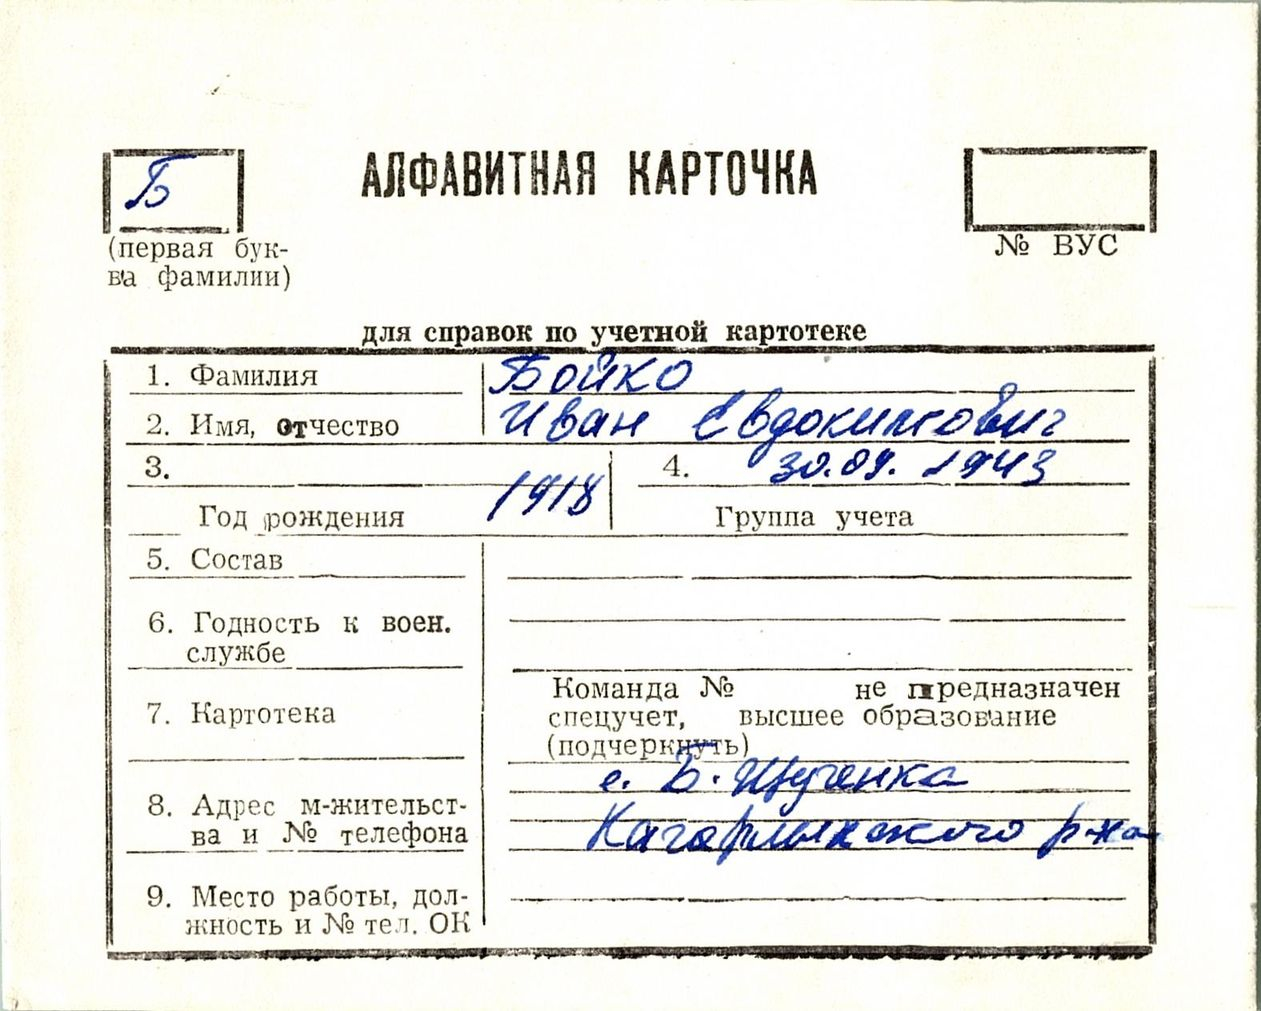 Б
АЛФАВИТНАЯ КАРТОЧКА
(первая бук-
ва фамилии)
№ ВУС
для справок по учетной картотеке
1. Фамилия Бойко
2. Имя, отчество Иван Евдокимович
3. 1918 4. 30.09.1943
Год рождения Группа учета
5. Состав
6. Годность к воен.
службе
Команда № не предназначен
7. Картотека спецучет, высшее образование
(подчеркнуть)
с. Б. Щученка
8. Адрес м-жительст-
ва и № телефона Кагарлыкского р-на
9. Место работы, дол-
жность и № тел. ОК